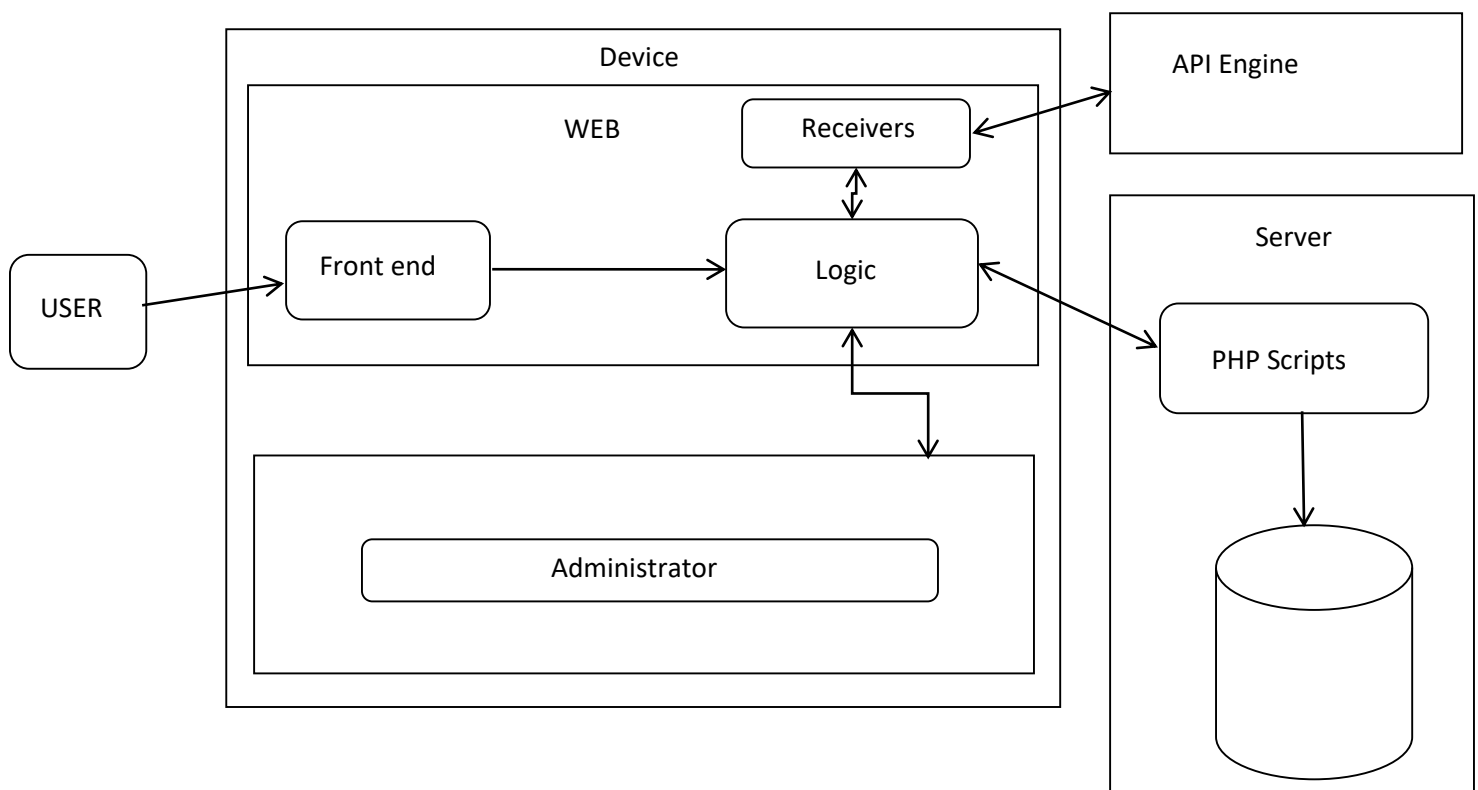 Device
API Engine
WEB
Receivers
Server
Front end
Logic
USER
PHP Scripts
Administrator